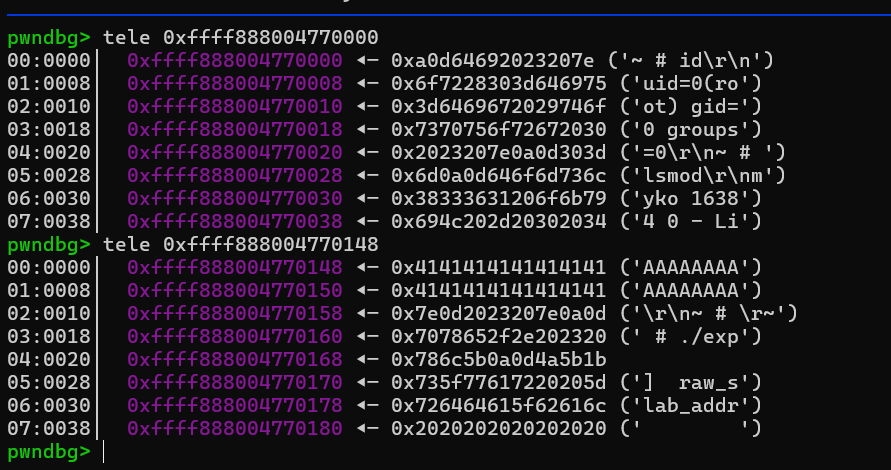 pwndbg> tele 0xffff888004770000
00:0000│  0xffff888004770000 ◂— 0xa0d64692023207e ('~ # id\r\n')
01:0008│  0xffff888004770008 ◂— 0x6f7228303d646975 ('uid=0(ro')
02:0010│  0xffff888004770010 ◂— 0x3d6469672029746f ('ot) gid=')
03:0018│  0xffff888004770018 ◂— 0x7370756f72672030 ('0 groups')
04:0020│  0xffff888004770020 ◂— 0x2023207e0a0d303d ('=0\r\n~ # ')
05:0028│  0xffff888004770028 ◂— 0x6d0a0d646f6d736c ('lsmod\r\nm')
06:0030│  0xffff888004770030 ◂— 0x38333631206f6b79 ('yko 1638')
07:0038│  0xffff888004770038 ◂— 0x694c202d20302034 ('4 0 - Li')
pwndbg> tele 0xffff888004770148
00:0000│  0xffff888004770148 ◂— 0x4141414141414141 ('AAAAAAAA')
01:0008│  0xffff888004770150 ◂— 0x4141414141414141 ('AAAAAAAA')
02:0010│  0xffff888004770158 ◂— 0x7e0d2023207e0a0d ('\r\n~ # \r~')
03:0018│  0xffff888004770160 ◂— 0x7078652f2e202320 (' # ./exp')
04:0020│  0xffff888004770168 ◂— 0x786c5b0a0d4a5b1b
05:0028│  0xffff888004770170 ◂— 0x735f77617220205d (']  raw_s')
06:0030│  0xffff888004770178 ◂— 0x726464615f62616c ('lab_addr')
07:0038│  0xffff888004770180 ◂— 0x2020202020202020 ('        ')
pwndbg>